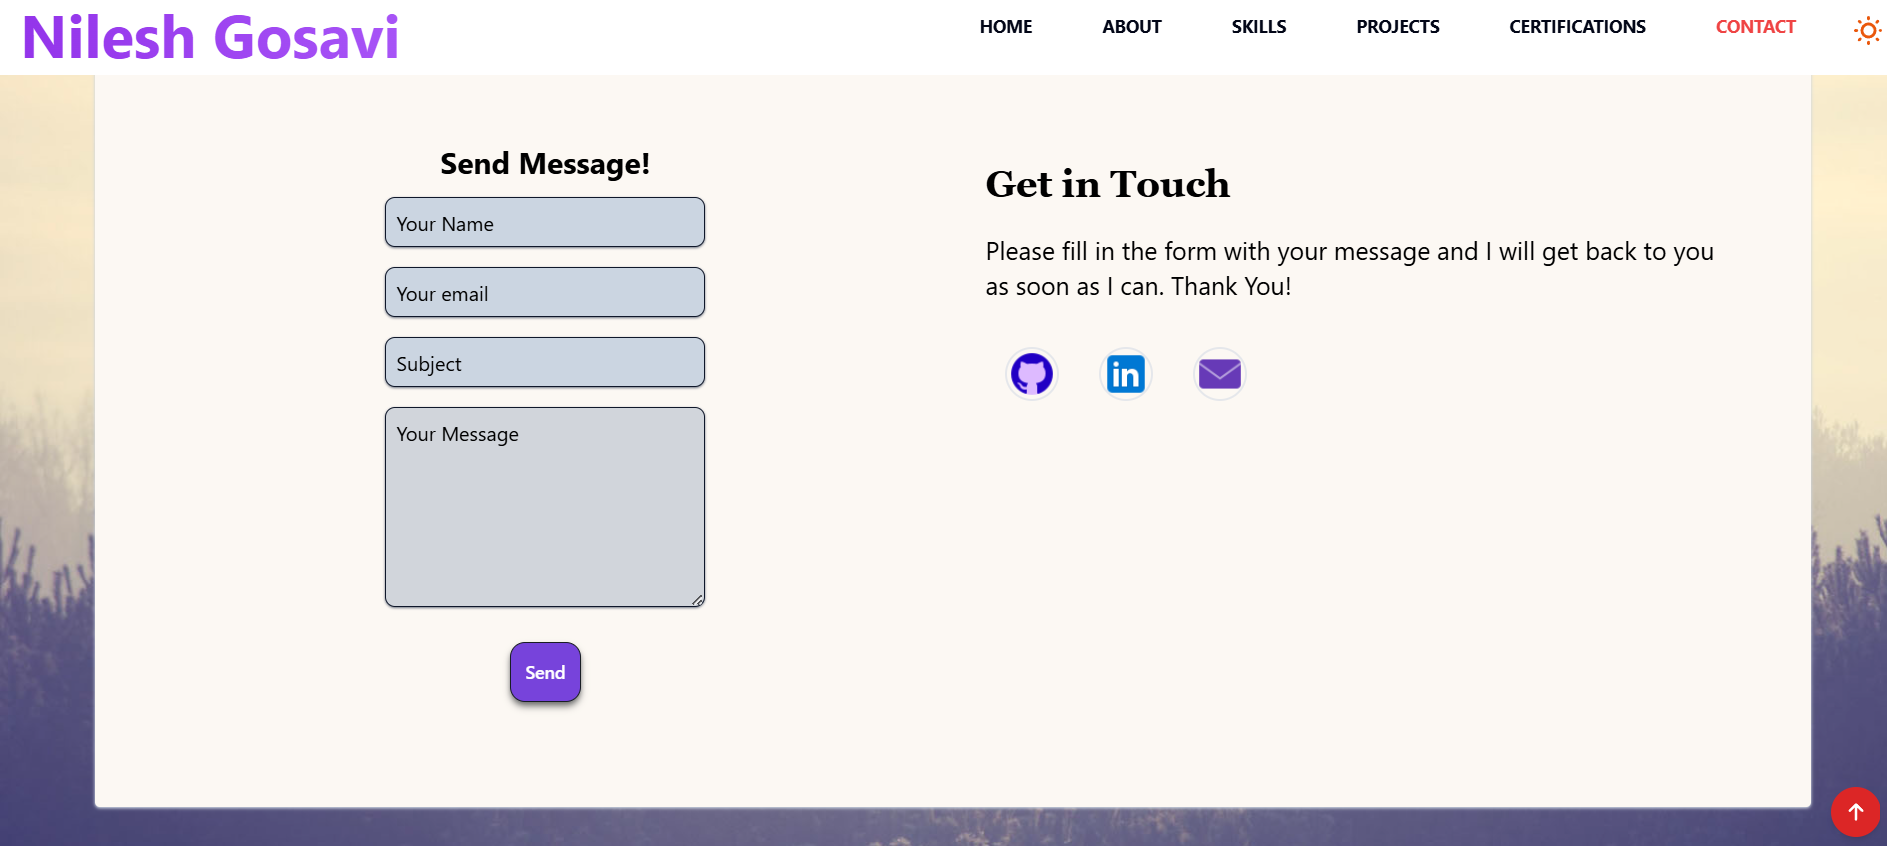 Nilesh Gosavi
HOME ABOUT SKILLS PROJECTS CERTIFICATIONS CONTACT
Send Message!
Your Name
Your email
Subject
Your Message
Send
Get in Touch
Please fill in the form with your message and I will get back to you
as soon as I can. Thank You!
in